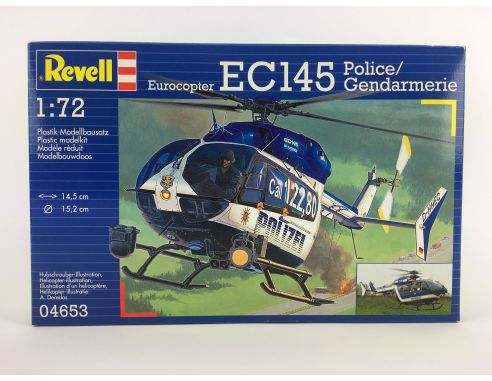 Revell
Eurocopter EC145 Police/
Gendarmerie
1:72
Plastik-Modellbausatz
Plastic modelkit
Modèle réduit
Modelbouwdoos
14,5 cm
Ø 15,2 cm
POLIZEI
Hubschrauber-illustration,
Helicopter-illustration,
Illustration d'un helicoptère,
Helikopter-illustratie:
04653